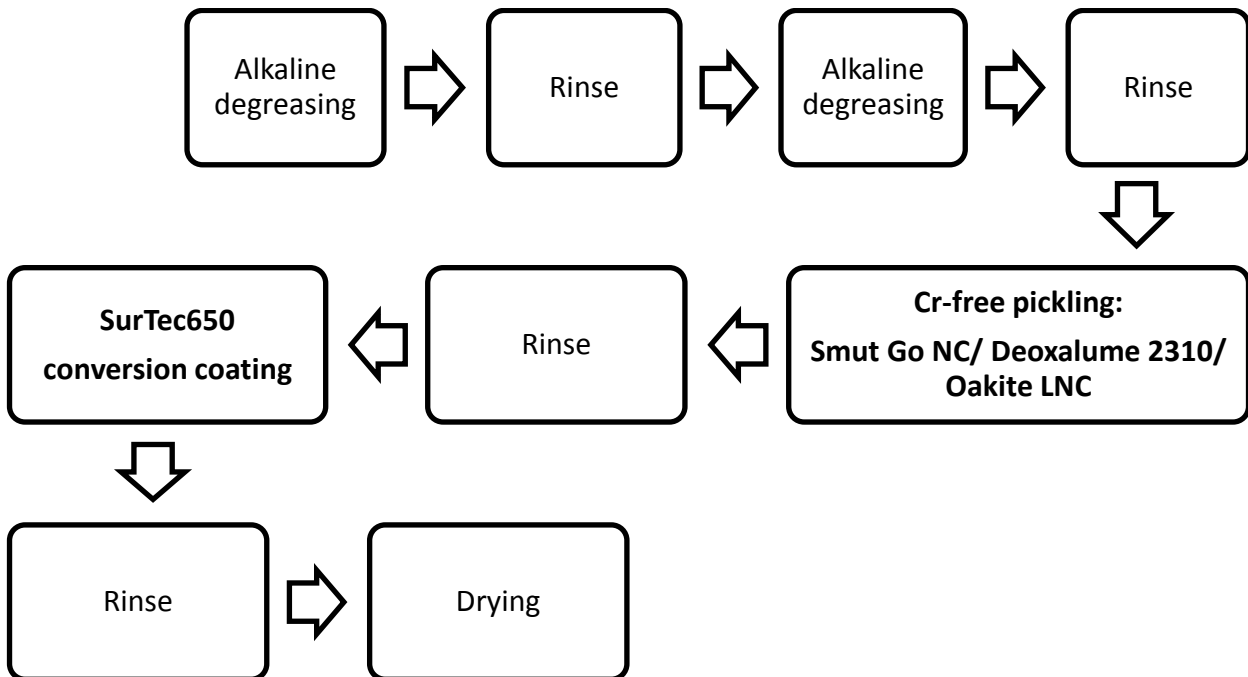 Alkaline
degreasing
Rinse
Alkaline
degreasing
Rinse
Cr-free pickling:
Smut Go NC/ Deoxalume 2310/
Oakite LNC
Rinse
SurTec650
conversion coating
Rinse
Drying